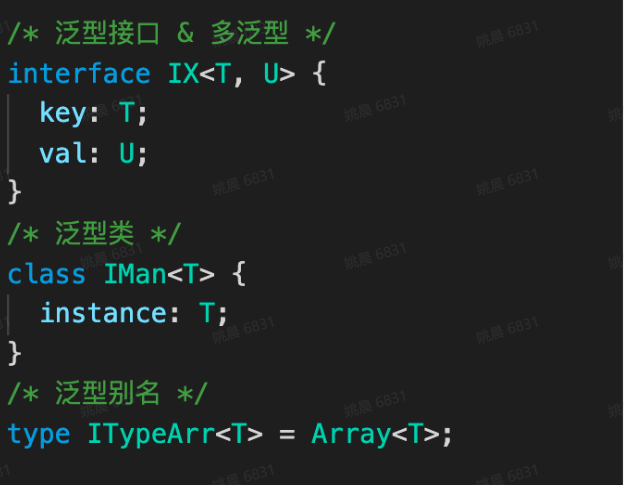 /* 泛型接口 & 多泛型 */
interface IX<T, U> {
  key: T;
  val: U;
}
/* 泛型类 */
class IMan<T> {
  instance: T;
}
/* 泛型别名 */
type ITypeArr<T> = Array<T>;
姚晨 6831